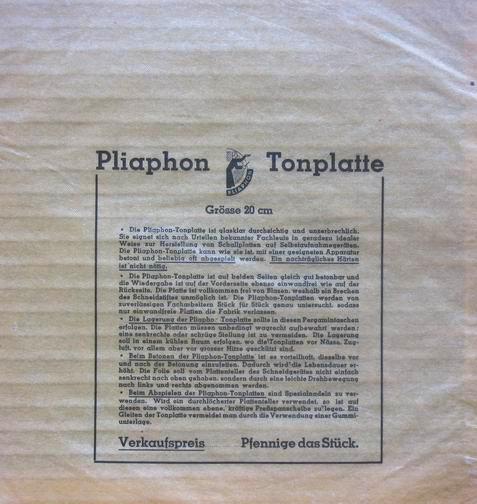 Pliaphon Tonplatte
PLIAPHON
Grösse 20 cm
• Die Pliaphon-Tonplatte ist glasklar durchsichtig und unzerbrechlich.
Sie eignet sich nach Urteilen bekannter Fachleute in geradezu idealer
Weise zur Herstellung von Schallplatten auf Selbstaufnahmegeräten.
Die Pliaphon-Tonplatte kann wie sie ist, mit einer geeigneten Apparatur
betont und beliebig oft abgespielt werden. Ein nachträgliches Härten
ist nicht nötig.
• Die Pliaphon-Tonplatte ist auf beiden Seiten gleich gut betonbar und
die Wiedergabe ist auf der Vorderseite ebenso einwandfrei wie auf der
Rückseite. Die Platte ist vollkommen frei von Blasen, weshalb ein Brechen
des Schneidstiftes unmöglich ist. Die Pliaphon-Tonplatten werden von
zuverlässigen Facharbeitern Stück für Stück genau untersucht, sodass
nur einwandfreie Platten die Fabrik verlassen.
• Die Lagerung der Pliapho- Tonplatte sollte in diesen Pergamintaschen
erfolgen. Die Platten müssen unbedingt wagrecht aufbewahrt werden;
eine senkrechte oder schräge Stellung ist zu vermeiden. Die Lagerung
soll in einem kühlen Raum erfolgen, wo die Tonplatten vor Nässe, Zug-
luft, vor allem aber vor grosser Hitze geschützt sind.
• Beim Betonen der Pliaphon-Tonplatte ist es vorteilhaft, dieselbe vor
und nach der Betonung einzufetten. Dadurch wird die Lebensdauer er-
höht. Die Folie soll vom Plattenteller des Schneidgerätes nicht einfach
senkrecht nach oben gehoben, sondern durch eine leichte Drehbewegung
nach links und rechts abgenommen werden.
• Beim Abspielen der Pliaphon-Tonplatten sind Spezialnadeln zu ver-
wenden. Wird ein durchlöcherter Plattenteller verwendet, so ist auf
diesen eine vollkommen ebene, kräftige Preßspanscheibe zu legen. Ein
Gleiten der Tonplatte vermeidet man durch die Verwendung einer Gummi-
unterlage.
Verkaufspreis Pfennige das Stück.